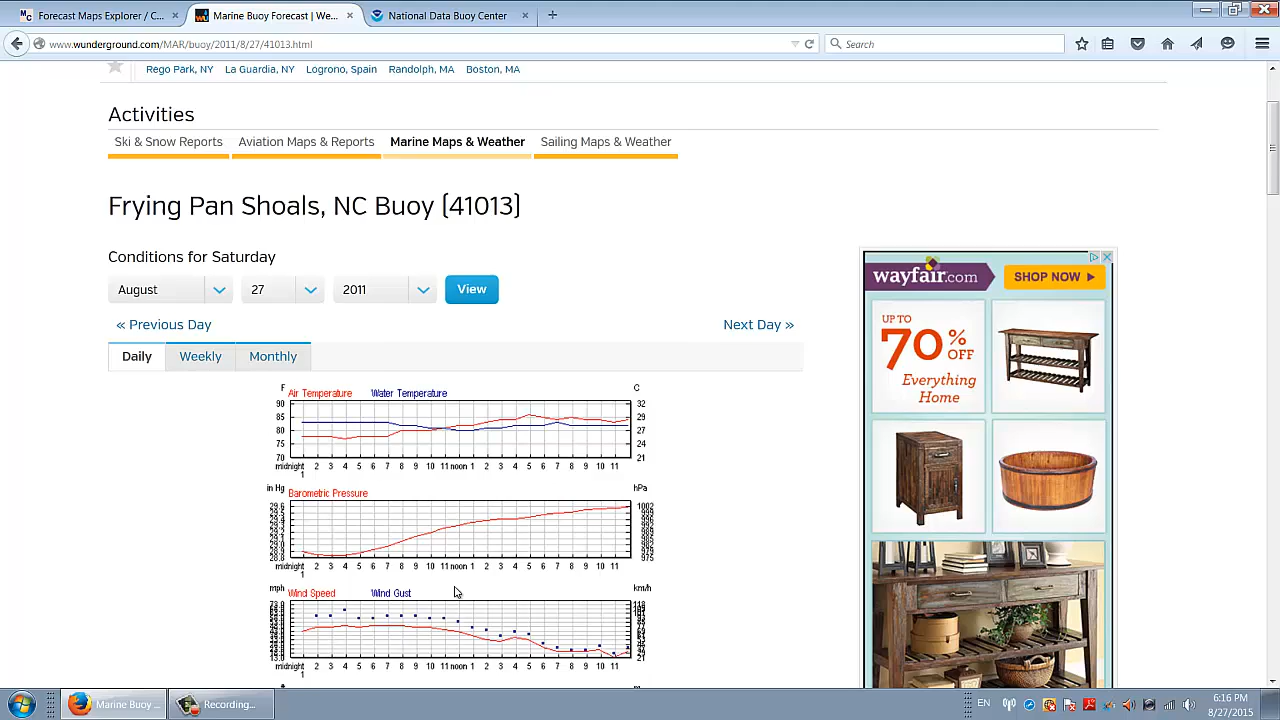 Forecast Maps Explorer / C...
Marine Buoy Forecast | We...
National Data Buoy Center
www.wunderground.com/MAR/buoy/2011/8/27/41013.html
Search
Rego Park, NY La Guardia, NY Logrono, Spain Randolph, MA Boston, MA
Activities
Ski & Snow Reports Aviation Maps & Reports Marine Maps & Weather Sailing Maps & Weather
Frying Pan Shoals, NC Buoy (41013)
Conditions for Saturday
August 27 2011 View
« Previous Day Next Day »
Daily Weekly Monthly
F Air Temperature Water Temperature C
90 32
85 29
80 27
75 24
70 21
midnight 1 2 3 4 5 6 7 8 9 10 11 noon 1 2 3 4 5 6 7 8 9 10 11
in Hg Barometric Pressure hPa
midnight 1 2 3 4 5 6 7 8 9 10 11 noon 1 2 3 4 5 6 7 8 9 10 11
mph Wind Speed Wind Gust km/h
midnight 1 2 3 4 5 6 7 8 9 10 11 noon 1 2 3 4 5 6 7 8 9 10 11
wayfair.com SHOP NOW
UP TO
70% OFF
Everything
Home
Marine Buoy ...
Recording...
EN
6:16 PM
8/27/2015